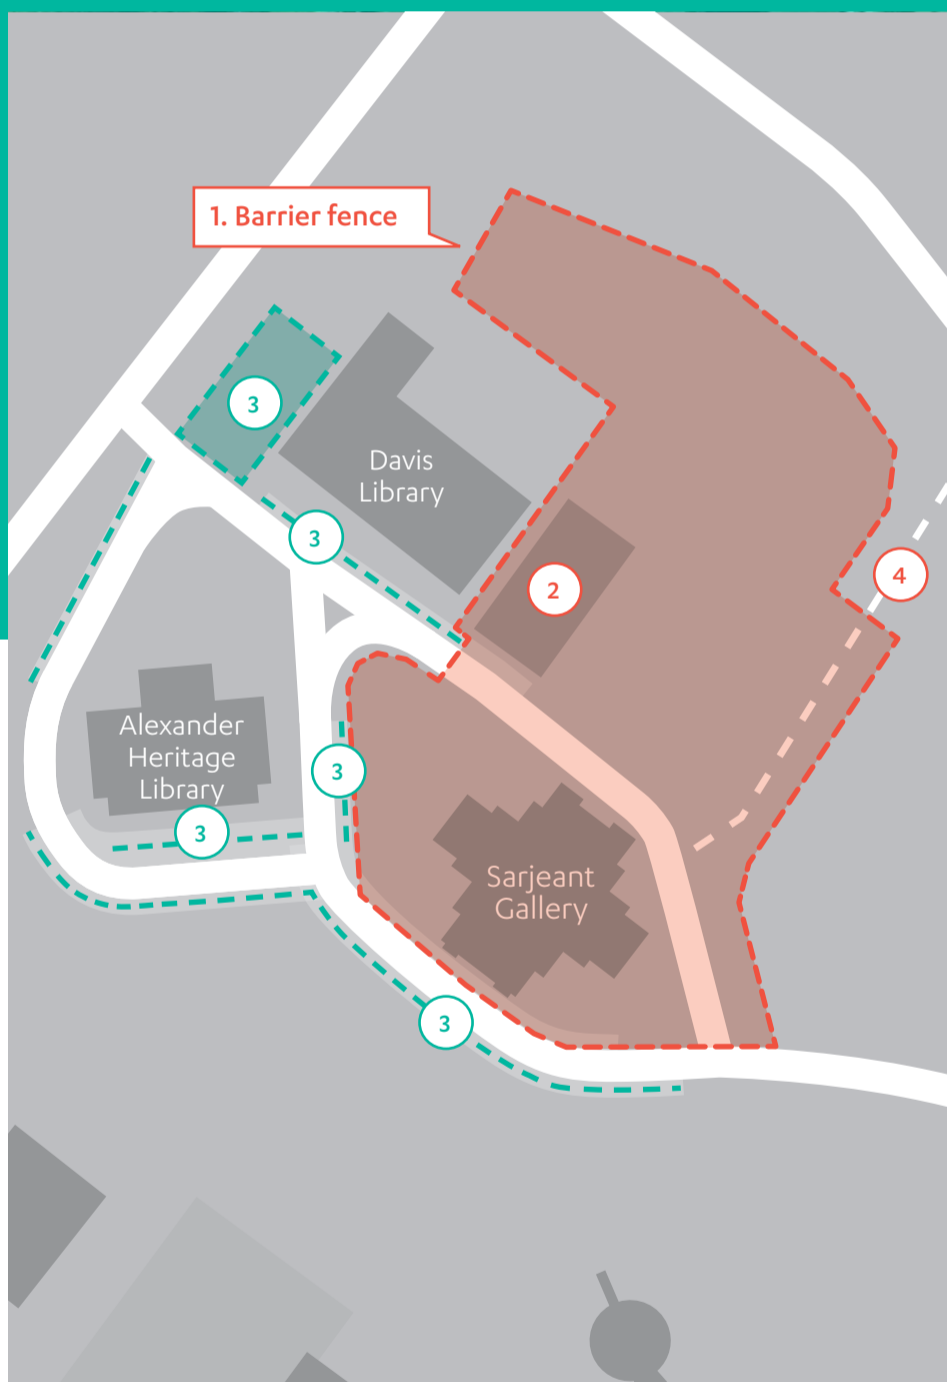 1. Barrier fence
3
Davis
Library
3
2
4
Alexander
Heritage
Library
3
3
Sarjeant
Gallery
3